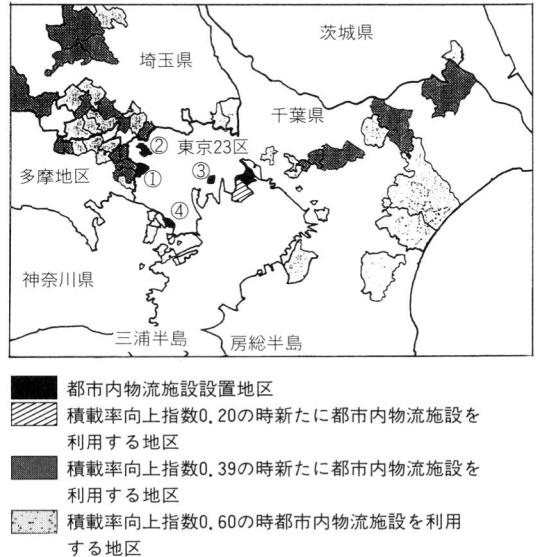 茨城県
埼玉県
千葉県
②
東京23区
③
多摩地区
①
④
神奈川県
三浦半島
房総半島
都市内物流施設設置地区
積載率向上指数0.20の時新たに都市内物流施設を
利用する地区
積載率向上指数0.39の時新たに都市内物流施設を
利用する地区
積載率向上指数0.60の時都市内物流施設を利用
する地区